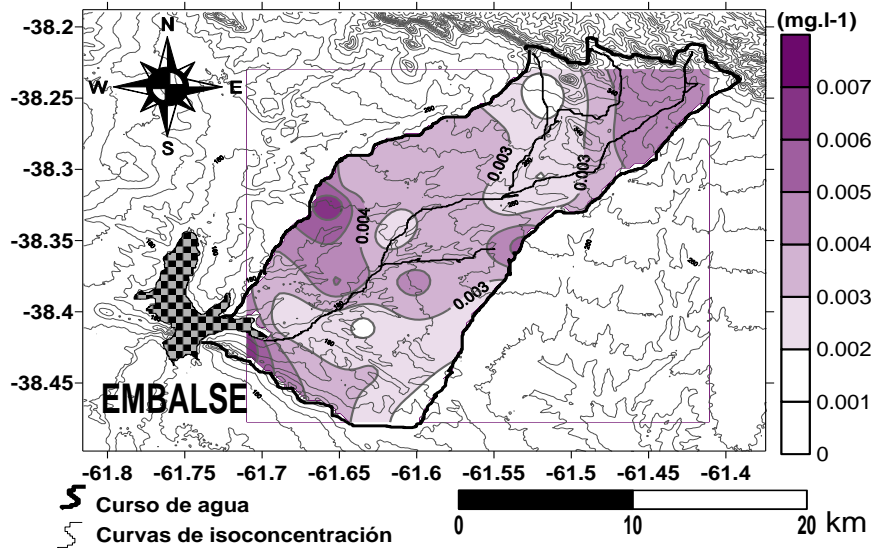 (mg.l-1)
-38.2
-38.25
-38.3
-38.35
-38.4
-38.45
N
W
E
S
0.007
0.006
0.005
0.004
0.003
0.002
0.001
0
0.003
0.003
0.004
0.003
EMBALSE
-61.8 -61.75 -61.7 -61.65 -61.6 -61.55 -61.5 -61.45 -61.4
Curso de agua
Curvas de isoconcentración
0 10 20 km